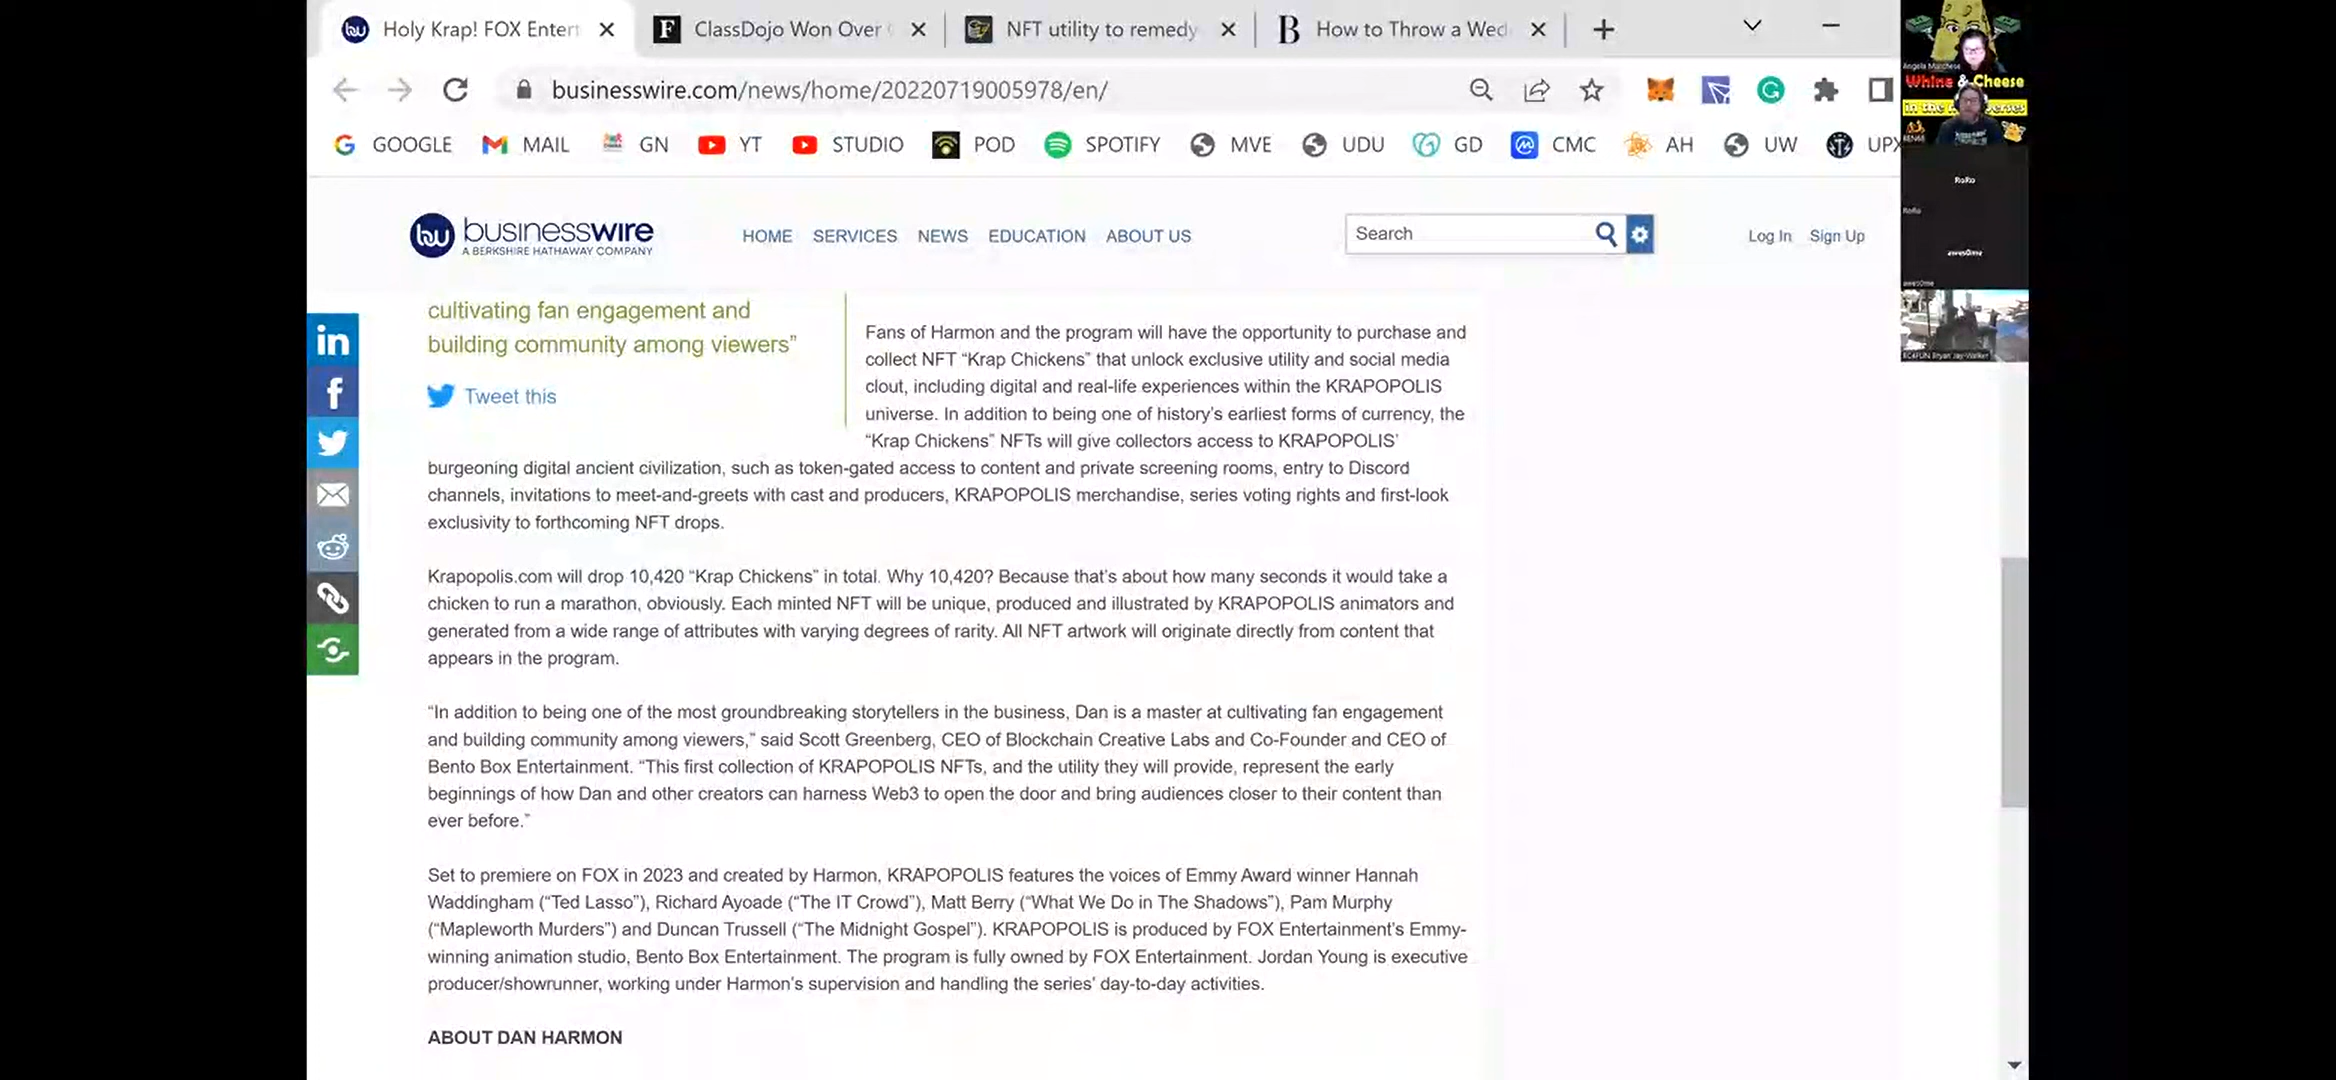 Holy Krap! FOX Enter
ClassDojo Won Over
NFT utility to remedy
How to Throw a Wed
businesswire.com/news/home/20220719005978/en/
GOOGLE MAIL GN YT STUDIO POD SPOTIFY MVE UDU GD CMC AH UW UPX
businesswire
A BERKSHIRE HATHAWAY COMPANY
HOME SERVICES NEWS EDUCATION ABOUT US
Search
Log In Sign Up
cultivating fan engagement and
building community among viewers”
Tweet this
Fans of Harmon and the program will have the opportunity to purchase and
collect NFT “Krap Chickens” that unlock exclusive utility and social media
clout, including digital and real-life experiences within the KRAPOPOLIS
universe. In addition to being one of history’s earliest forms of currency, the
“Krap Chickens” NFTs will give collectors access to KRAPOPOLIS’
burgeoning digital ancient civilization, such as token-gated access to content and private screening rooms, entry to Discord
channels, invitations to meet-and-greets with cast and producers, KRAPOPOLIS merchandise, series voting rights and first-look
exclusivity to forthcoming NFT drops.
Krapopolis.com will drop 10,420 “Krap Chickens” in total. Why 10,420? Because that’s about how many seconds it would take a
chicken to run a marathon, obviously. Each minted NFT will be unique, produced and illustrated by KRAPOPOLIS animators and
generated from a wide range of attributes with varying degrees of rarity. All NFT artwork will originate directly from content that
appears in the program.
“In addition to being one of the most groundbreaking storytellers in the business, Dan is a master at cultivating fan engagement
and building community among viewers,” said Scott Greenberg, CEO of Blockchain Creative Labs and Co-Founder and CEO of
Bento Box Entertainment. “This first collection of KRAPOPOLIS NFTs, and the utility they will provide, represent the early
beginnings of how Dan and other creators can harness Web3 to open the door and bring audiences closer to their content than
ever before.”
Set to premiere on FOX in 2023 and created by Harmon, KRAPOPOLIS features the voices of Emmy Award winner Hannah
Waddingham (“Ted Lasso”), Richard Ayoade (“The IT Crowd”), Matt Berry (“What We Do in The Shadows”), Pam Murphy
(“Mapleworth Murders”) and Duncan Trussell (“The Midnight Gospel”). KRAPOPOLIS is produced by FOX Entertainment’s Emmy-
winning animation studio, Bento Box Entertainment. The program is fully owned by FOX Entertainment. Jordan Young is executive
producer/showrunner, working under Harmon’s supervision and handling the series’ day-to-day activities.
ABOUT DAN HARMON
Angela Marchese
Whine & Cheese
in the
RoRo
RoRo
awes0me
awes0me